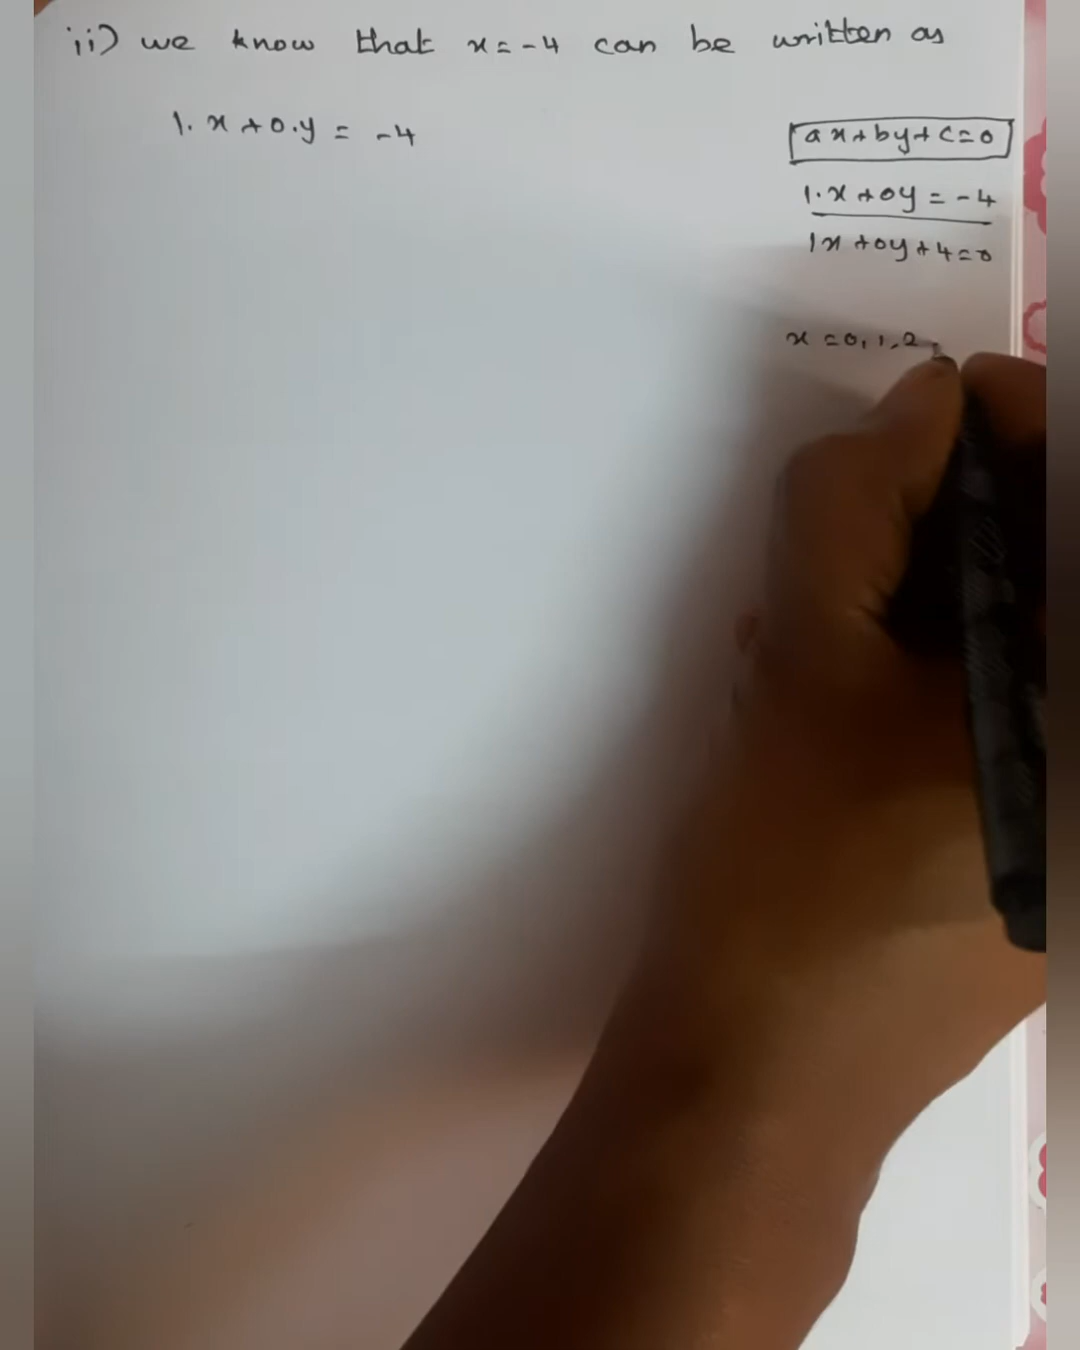 ii) we know that x = -4 can be written as
1. x + 0.y = -4
ax + by + c = 0
1.x + 0y = -4
1x + 0y + 4 = 0
x = 0, 1, 2,